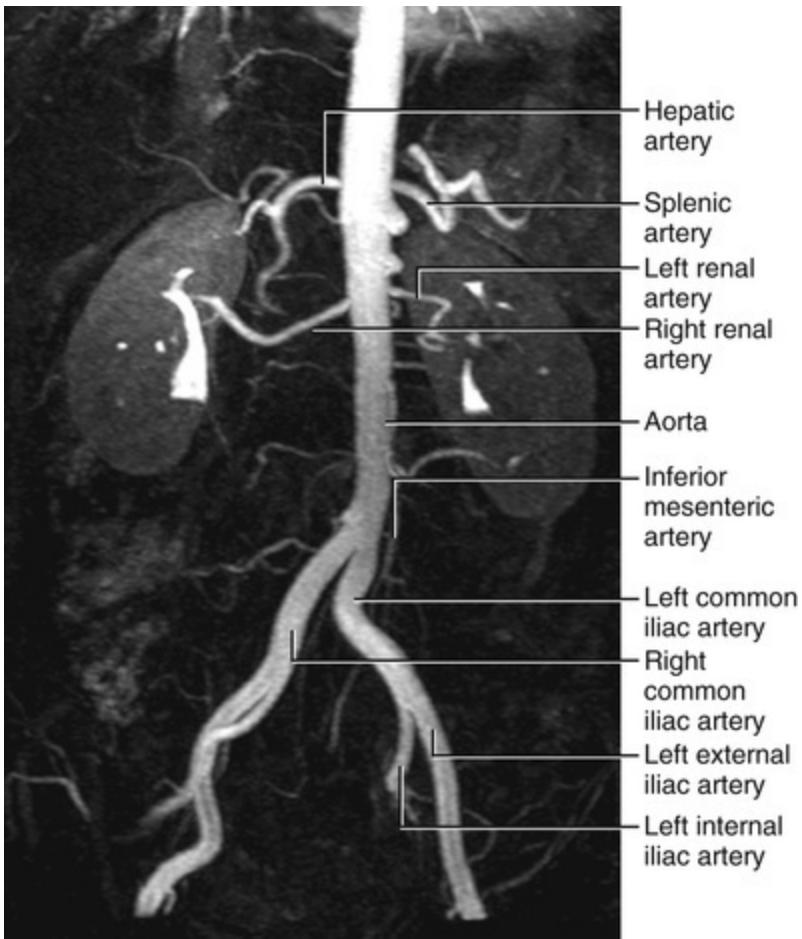 Hepatic
artery
Splenic
artery
Left renal
artery
Right renal
artery
Aorta
Inferior
mesenteric
artery
Left common
iliac artery
Right
common
iliac artery
Left external
iliac artery
Left internal
iliac artery